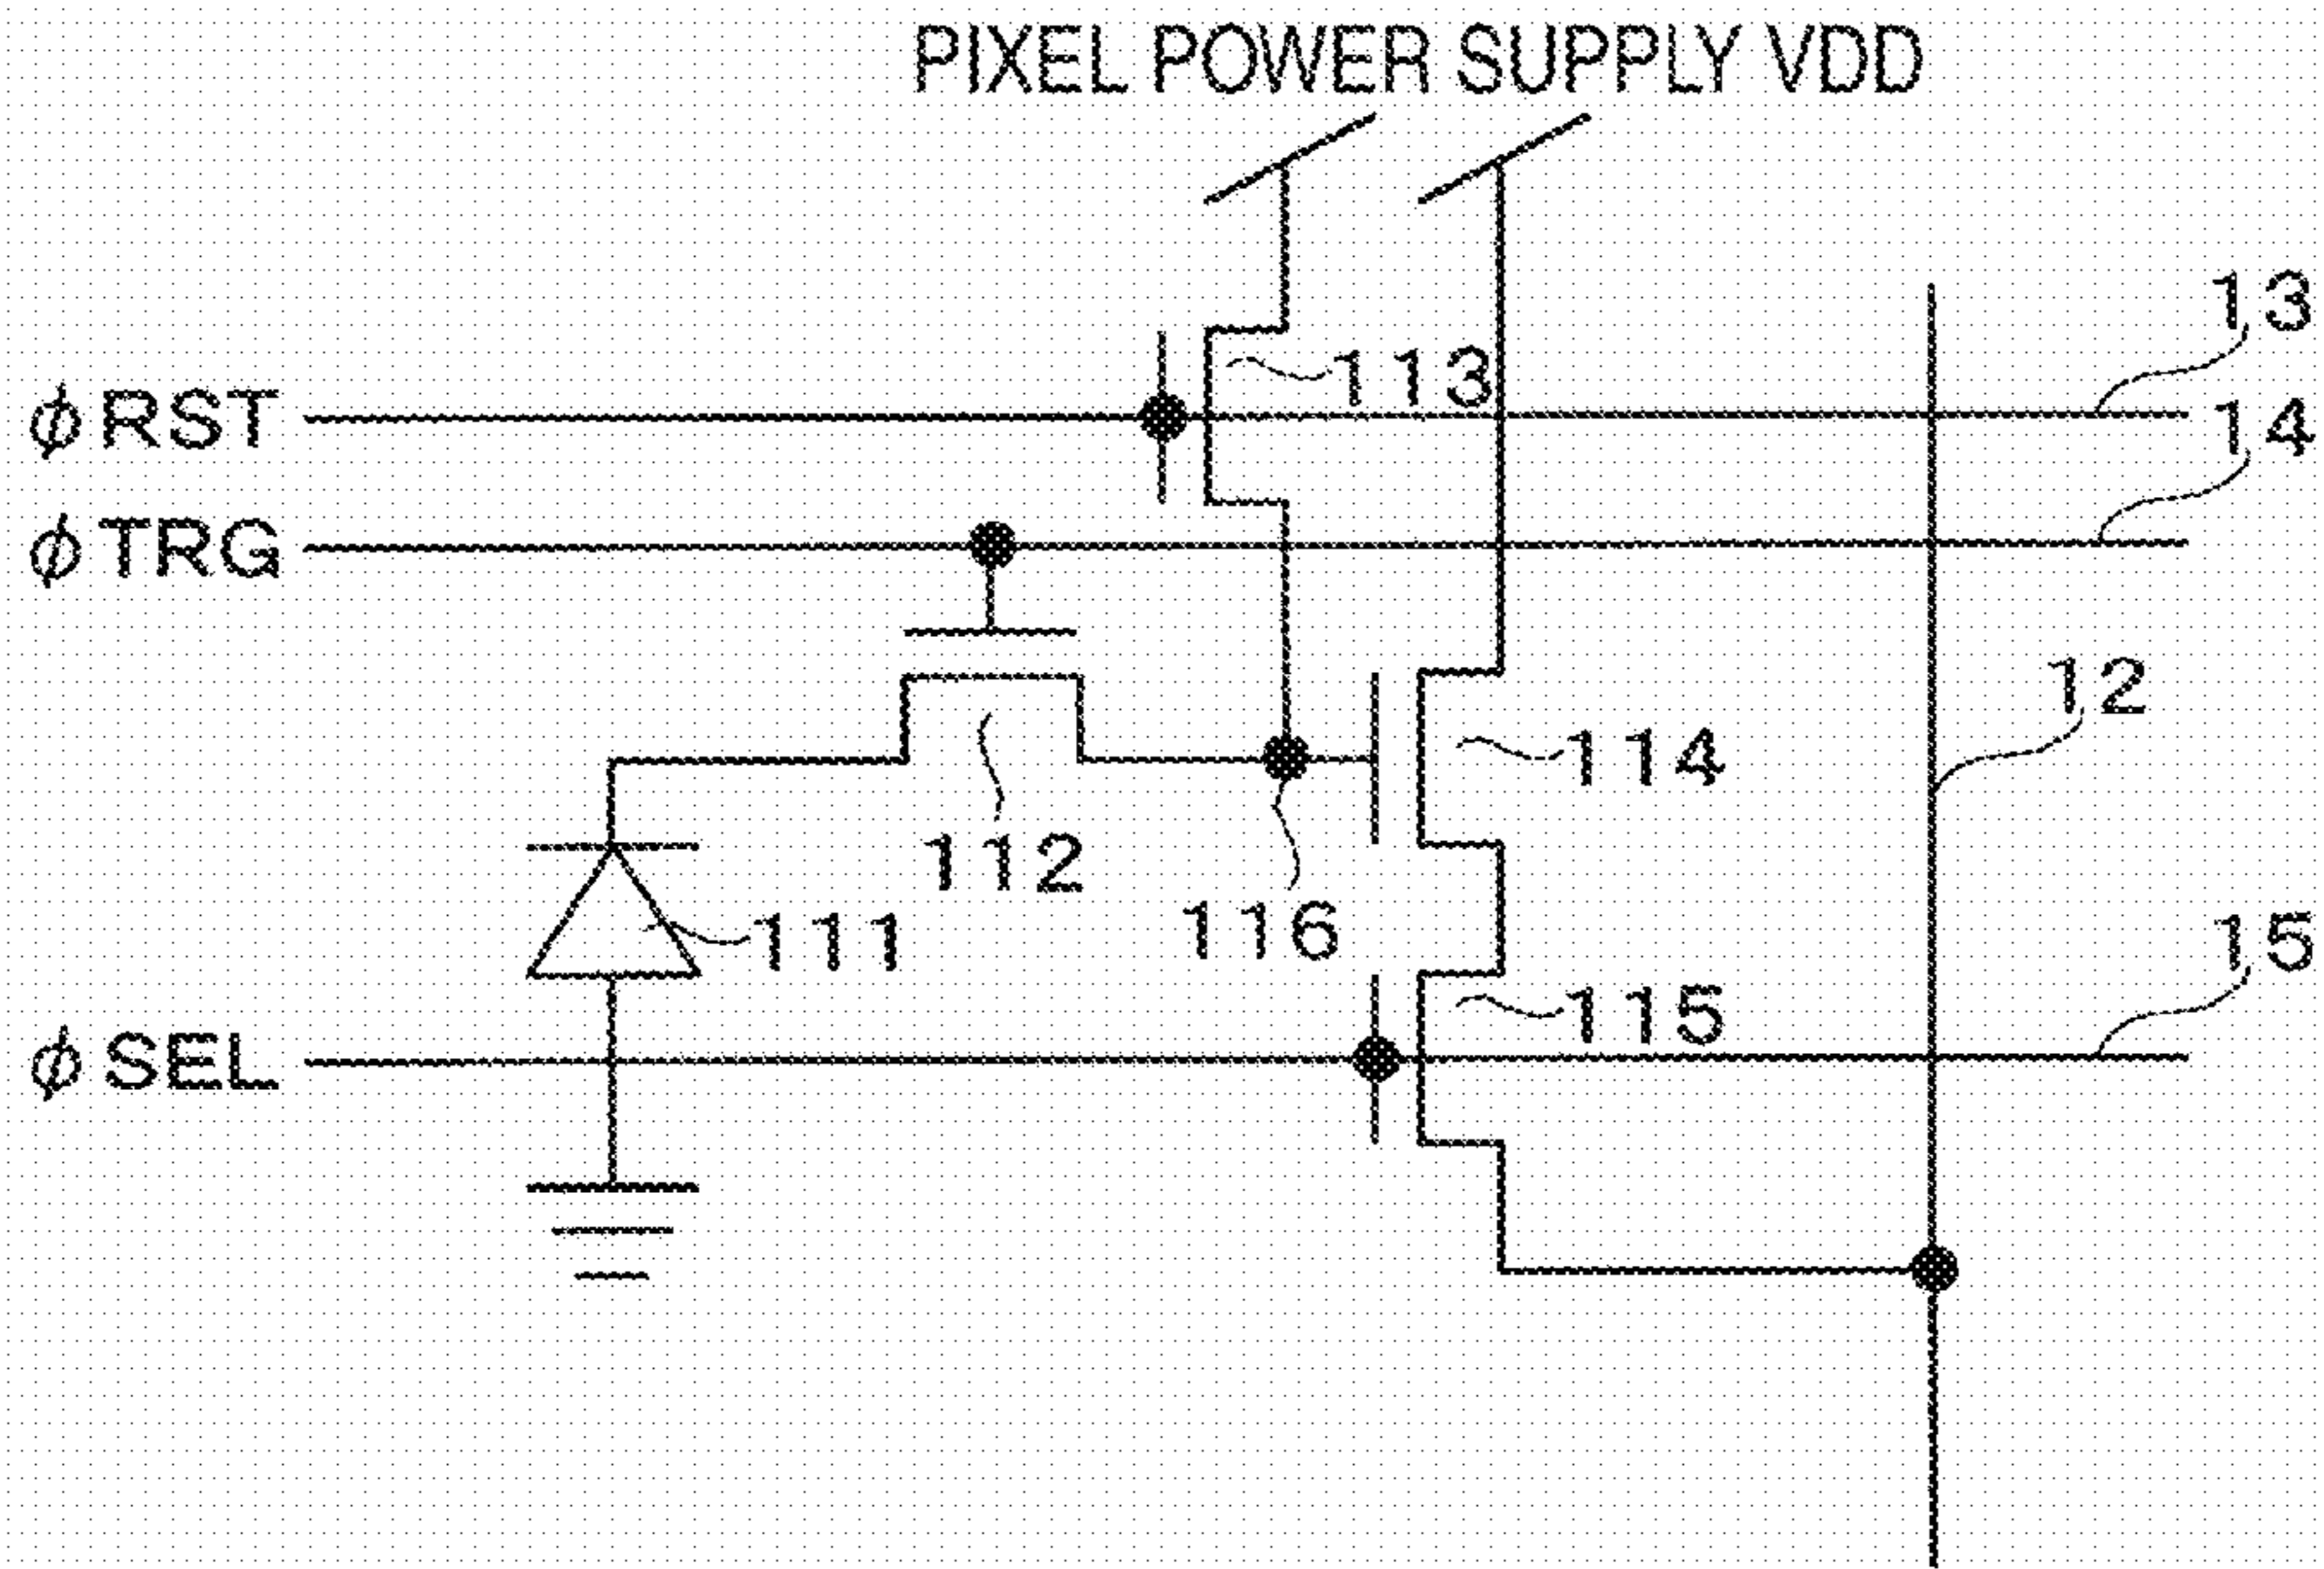 PIXEL POWER SUPPLY VDD
13
113
ϕRST
14
ϕTRG
12
114
112
111
116
15
115
ϕSEL